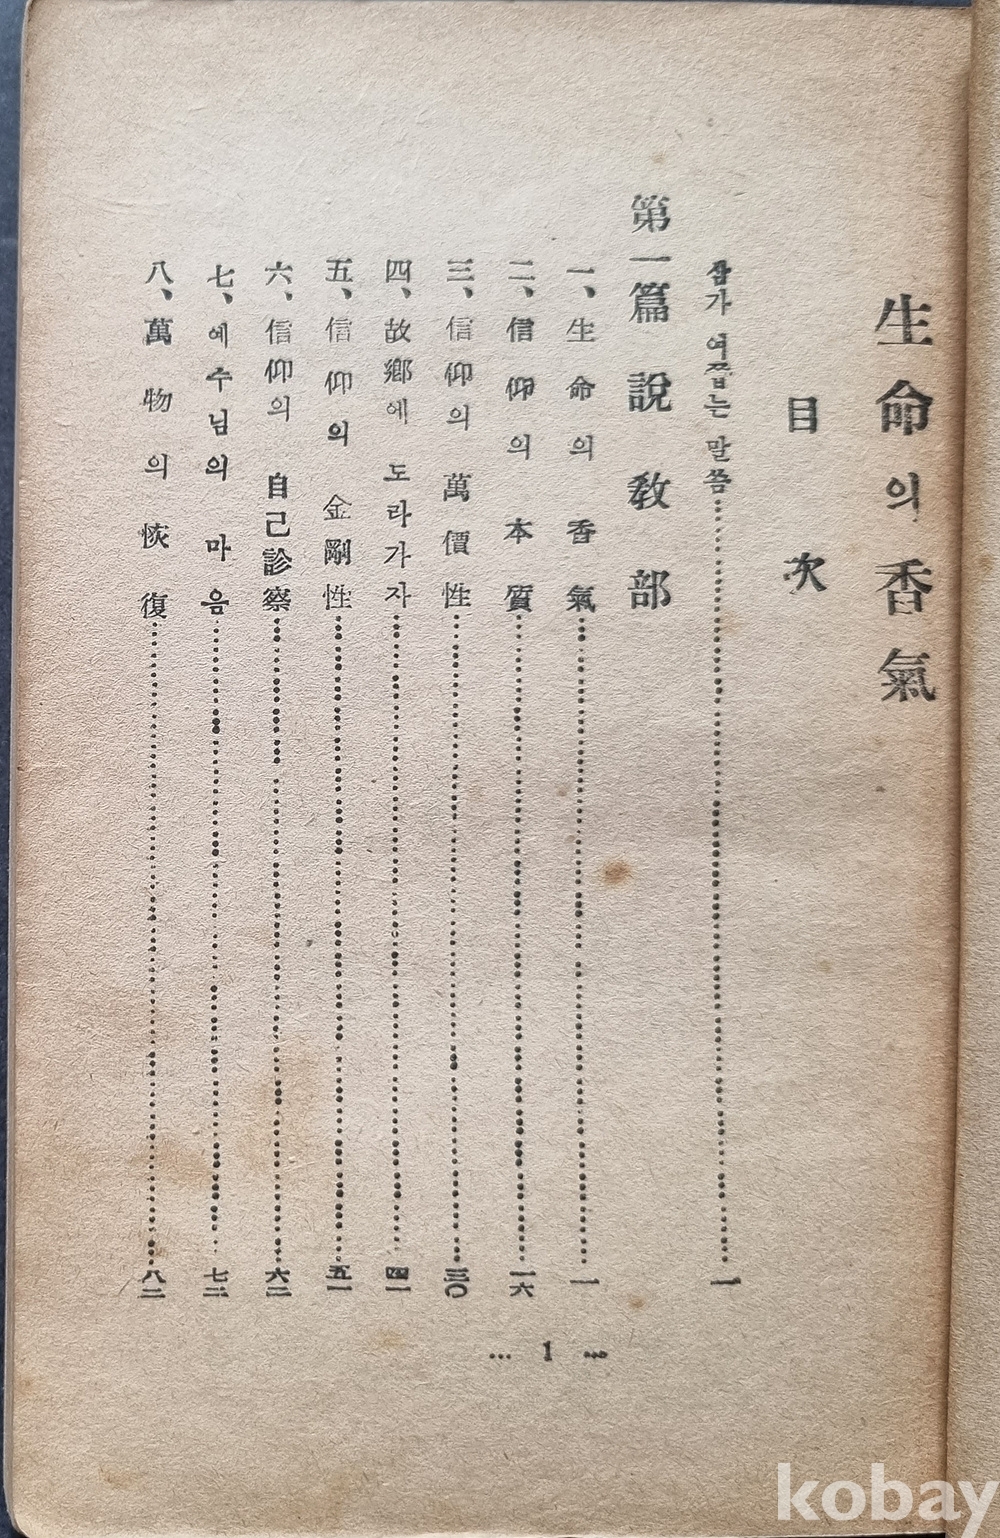 生命의 香氣
目次
잠가 여쭙는 말씀 一
第一篇 說教部
一、生命의 香氣 一
二、信仰의 本質 一六
三、信仰의 萬價性 三〇
四、故鄕에 도라가자 四一
五、信仰의 金剛性 五一
六、信仰의 自己診察 六二
七、예수님의 마음 七三
八、萬物의 恢復 八二
... 1 ...
kobay